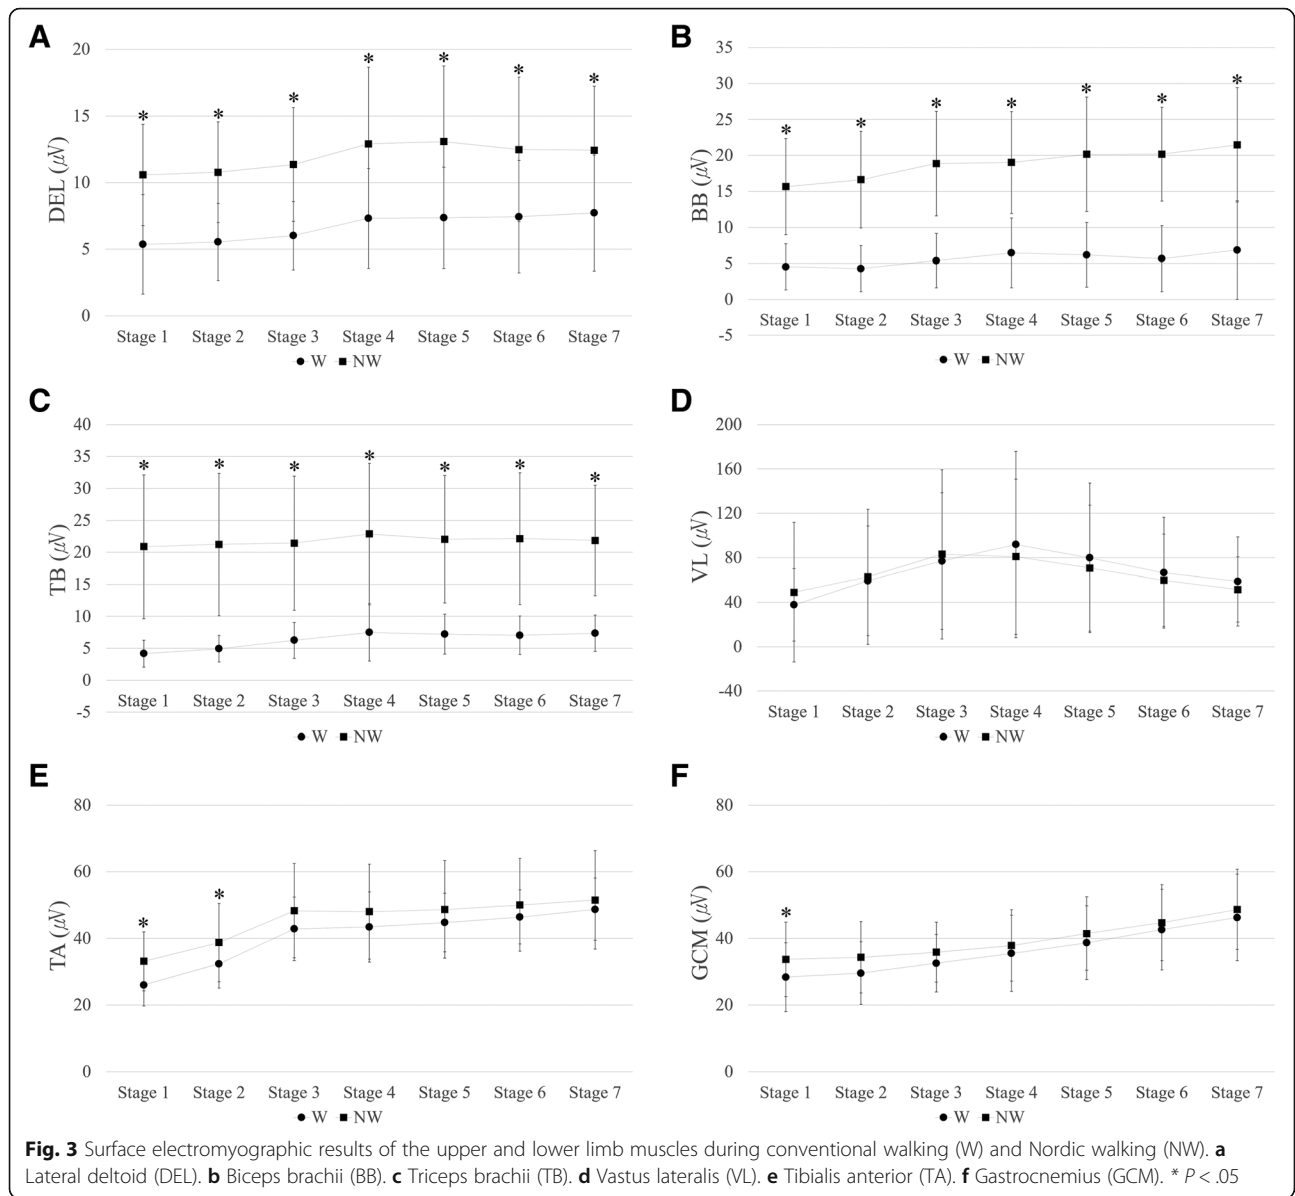 A
20
15
10
5
0
DEL (μV)
* * * * * * *
Stage 1 Stage 2 Stage 3 Stage 4 Stage 5 Stage 6 Stage 7
W NW
B
35
30
25
20
15
10
5
0
-5
BB (μV)
* * * * * * *
Stage 1 Stage 2 Stage 3 Stage 4 Stage 5 Stage 6 Stage 7
W NW
C
40
35
30
25
20
15
10
5
0
-5
TB (μV)
* * * * * * *
Stage 1 Stage 2 Stage 3 Stage 4 Stage 5 Stage 6 Stage 7
W NW
D
200
160
120
80
40
0
-40
VL (μV)
Stage 1 Stage 2 Stage 3 Stage 4 Stage 5 Stage 6 Stage 7
W NW
E
80
60
40
20
0
TA (μV)
* *
Stage 1 Stage 2 Stage 3 Stage 4 Stage 5 Stage 6 Stage 7
W NW
F
80
60
40
20
0
GCM (μV)
*
Stage 1 Stage 2 Stage 3 Stage 4 Stage 5 Stage 6 Stage 7
W NW
Fig. 3 Surface electromyographic results of the upper and lower limb muscles during conventional walking (W) and Nordic walking (NW). a
Lateral deltoid (DEL). b Biceps brachii (BB). c Triceps brachii (TB). d Vastus lateralis (VL). e Tibialis anterior (TA). f Gastrocnemius (GCM). * P < .05